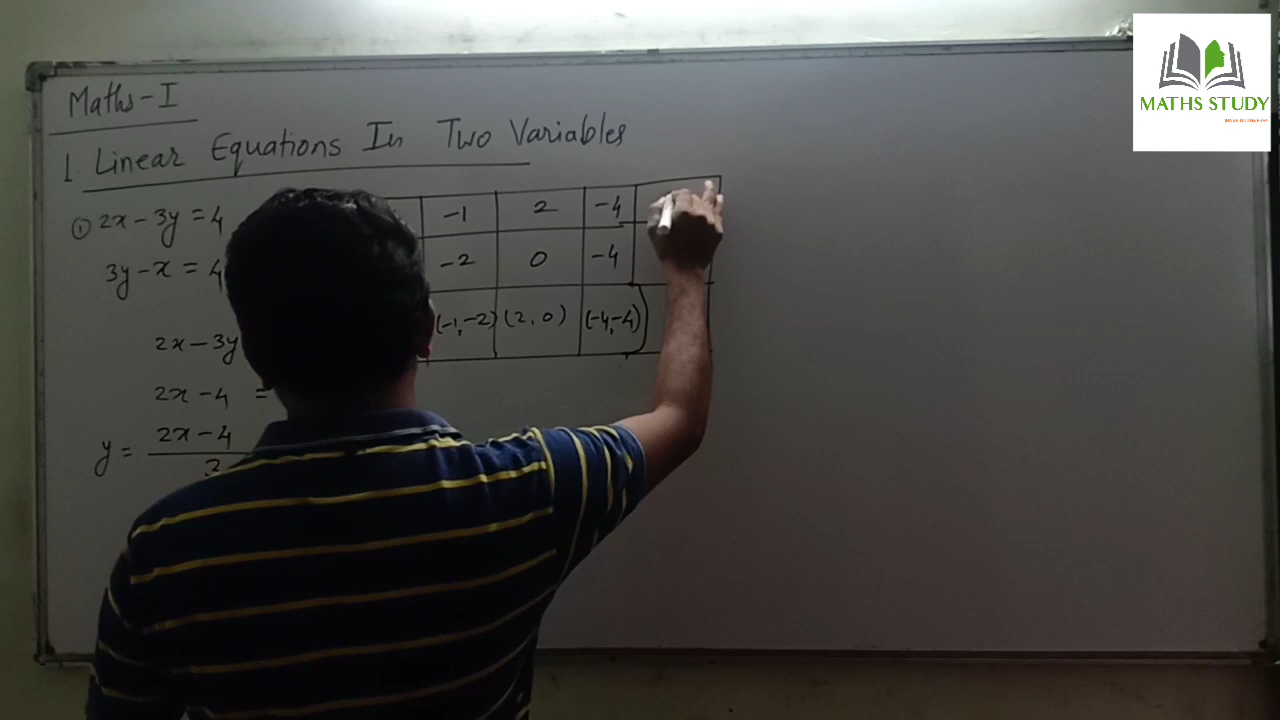 Maths-I
1. Linear Equations In Two Variables
① 2x - 3y = 4
3y - x = 4
2x - 3y
2x - 4 =
y = 2x - 4 / 3
-1 2 -4
-2 0 -4
(-1, -2) (2, 0) (-4, -4)
MATHS STUDY